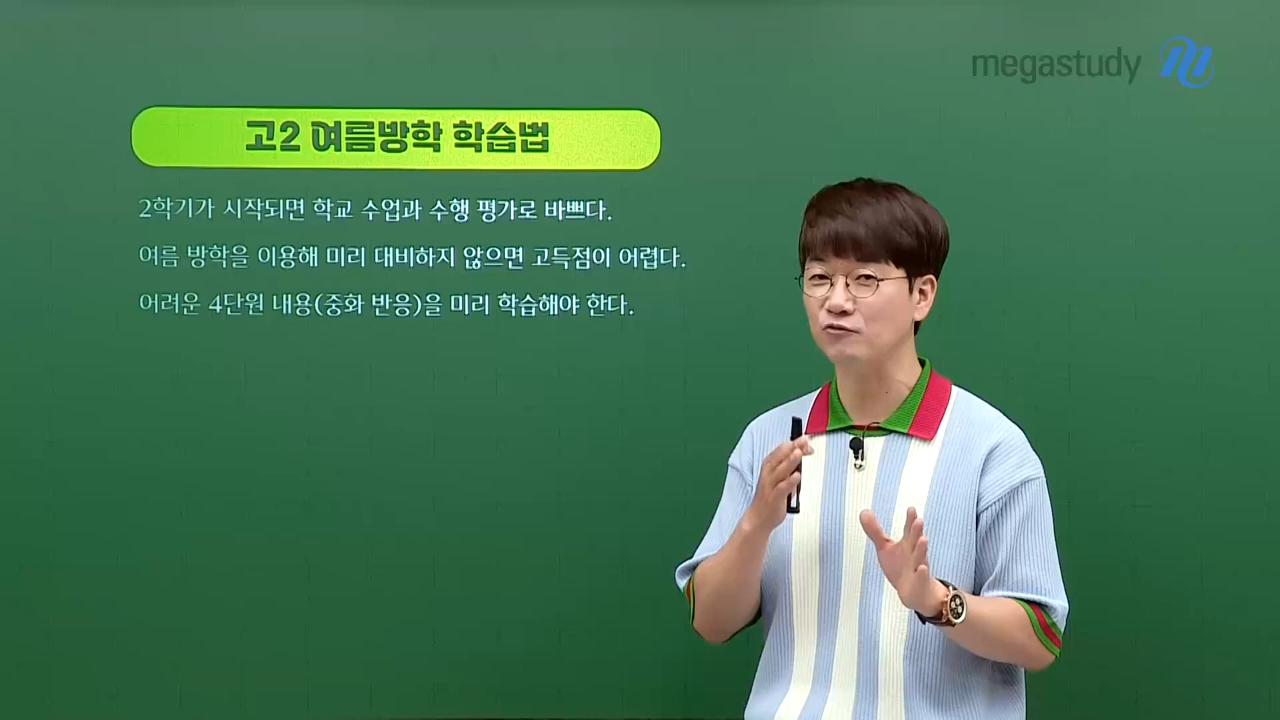 megastudy
고2 여름방학 학습법
2학기가 시작되면 학교 수업과 수행 평가로 바쁘다.
여름 방학을 이용해 미리 대비하지 않으면 고득점이 어렵다.
어려운 4단원 내용(중화 반응)을 미리 학습해야 한다.